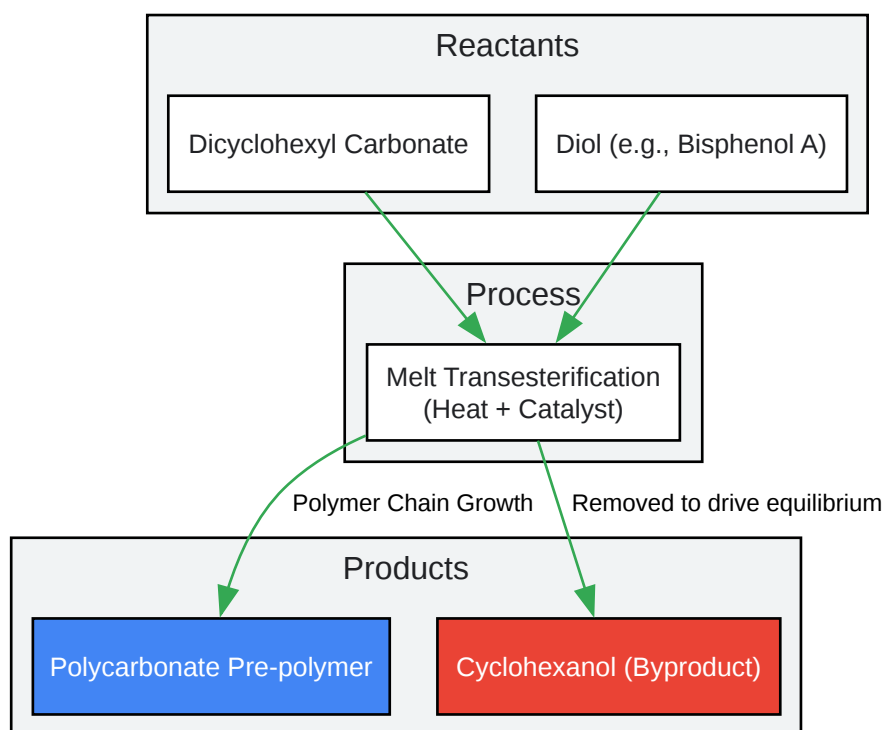 Reactants
Dicyclohexyl Carbonate
Diol (e.g., Bisphenol A)
Process
Melt Transesterification
(Heat + Catalyst)
Polymer Chain Growth
Removed to drive equilibrium
Products
Polycarbonate Pre-polymer
Cyclohexanol (Byproduct)